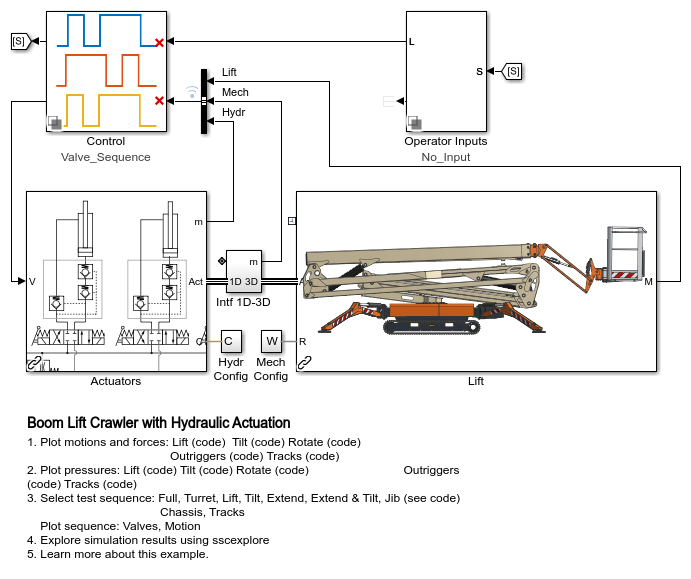 [S]
L
S
[S]
Lift
Mech
Hydr
Control
Valve_Sequence
Operator Inputs
No_Input
m
V
Act
m
1D 3D
A
M
Intf 1D-3D
C
C
W
R
Hydr
Config
Mech
Config
Actuators
Lift
Boom Lift Crawler with Hydraulic Actuation
1. Plot motions and forces: Lift (code) Tilt (code) Rotate (code)
Outriggers (code) Tracks (code)
2. Plot pressures: Lift (code) Tilt (code) Rotate (code) Outriggers
(code) Tracks (code)
3. Select test sequence: Full, Turret, Lift, Tilt, Extend, Extend & Tilt, Jib (see code)
Chassis, Tracks
Plot sequence: Valves, Motion
4. Explore simulation results using sscexplore
5. Learn more about this example.